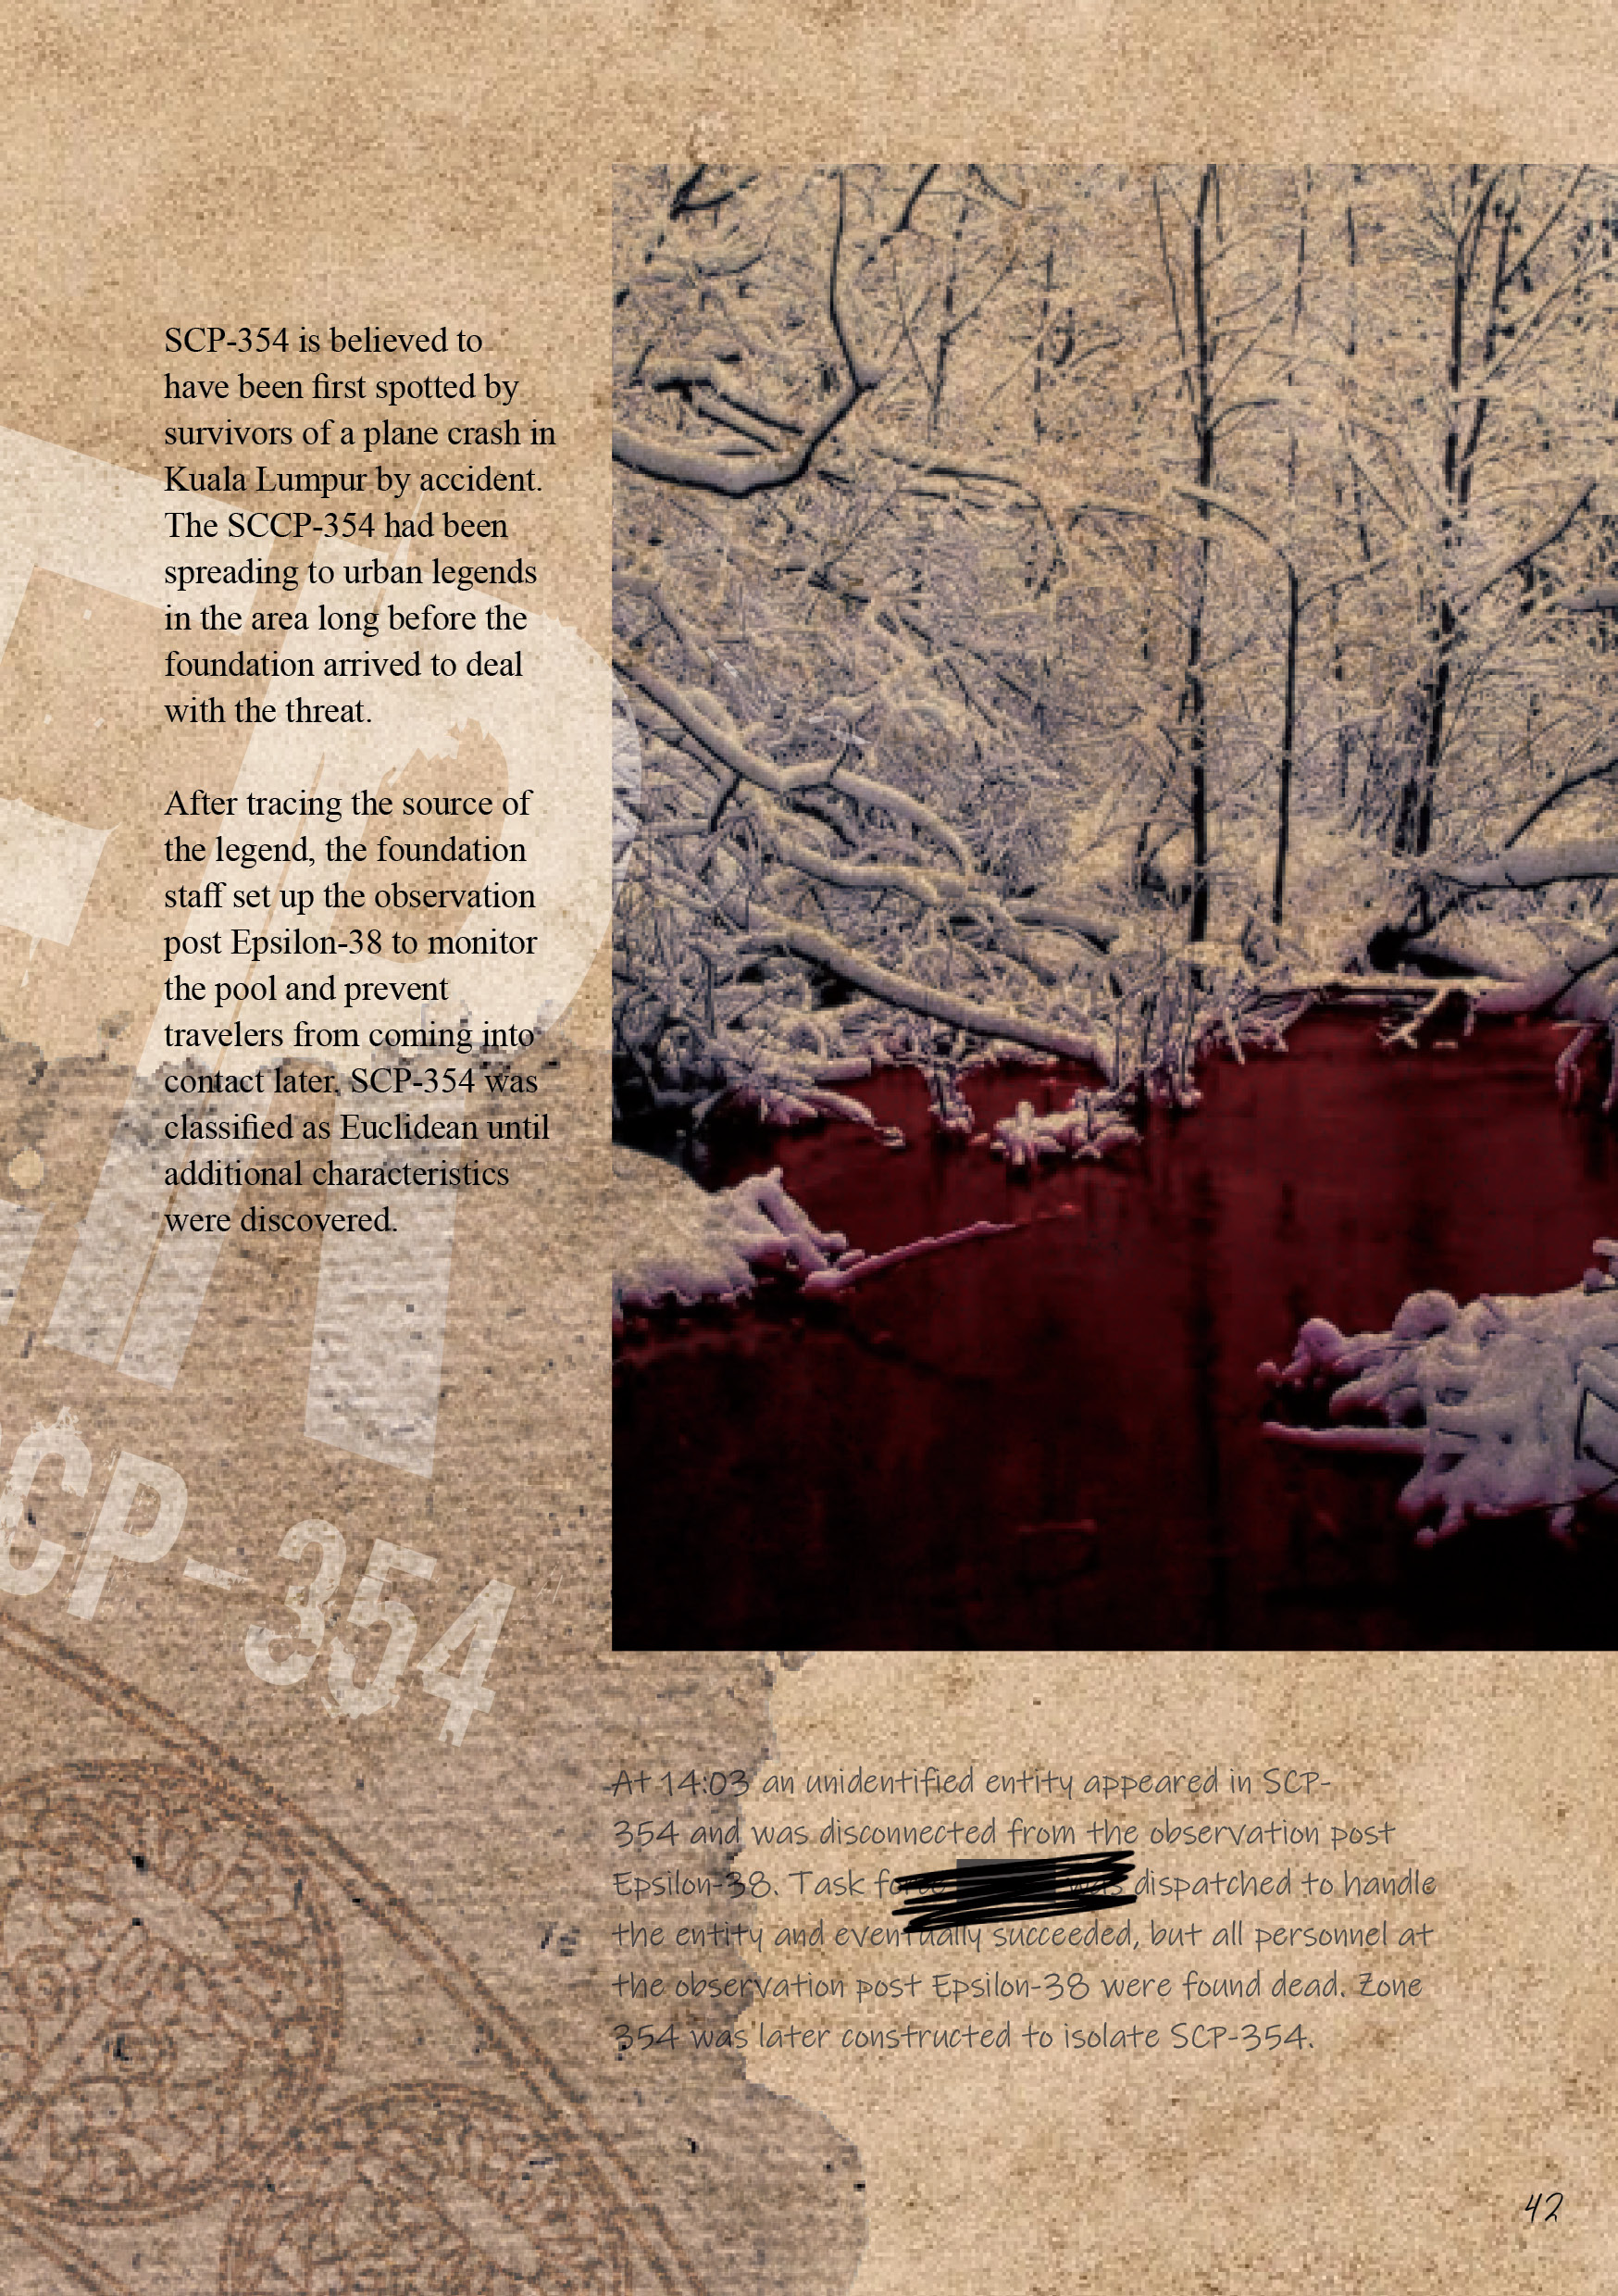 SCP-354 is believed to
have been first spotted by
survivors of a plane crash in
Kuala Lumpur by accident.
The SCCP-354 had been
spreading to urban legends
in the area long before the
foundation arrived to deal
with the threat.
After tracing the source of
the legend, the foundation
staff set up the observation
post Epsilon-38 to monitor
the pool and prevent
travelers from coming into
contact later. SCP-354 was
classified as Euclidean until
additional characteristics
were discovered.
CP-354
At 14:03 an unidentified entity appeared in SCP-
354 and was disconnected from the observation post
Epsilon-38. Task force was dispatched to handle
the entity and eventually succeeded, but all personnel at
the observation post Epsilon-38 were found dead. Zone
354 was later constructed to isolate SCP-354.
42